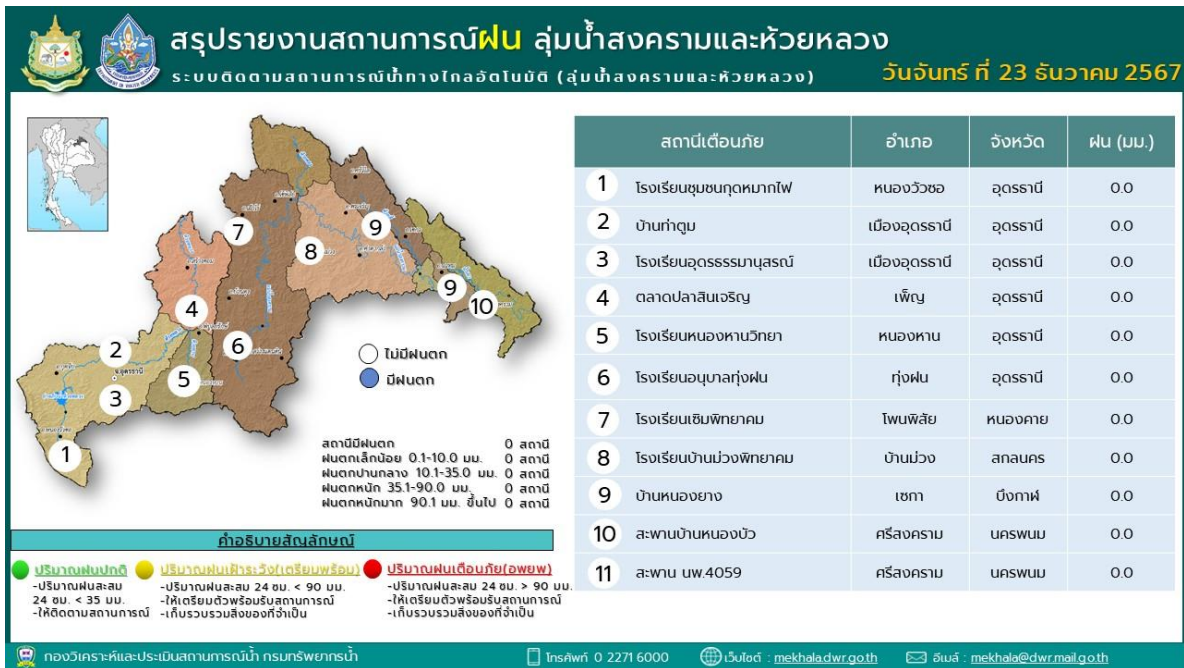 สรุปรายงานสถานการณ์ฝน ลุ่มน้ำสงครามและห้วยหลวง
ระบบติดตามสถานการณ์น้ำทางไกลอัตโนมัติ (ลุ่มน้ำสงครามและห้วยหลวง)
วันจันทร์ ที่ 23 ธันวาคม 2567
สถานีเตือนภัย อำเภอ จังหวัด ฝน (มม.)
1 โรงเรียนชุมชนกุดหมากไฟ หนองวัวซอ อุดรธานี 0.0
2 บ้านท่าตูม เมืองอุดรธานี อุดรธานี 0.0
3 โรงเรียนอุดรธรรมานุสรณ์ เมืองอุดรธานี อุดรธานี 0.0
4 ตลาดปลาสินเจริญ เพ็ญ อุดรธานี 0.0
5 โรงเรียนหนองหานวิทยา หนองหาน อุดรธานี 0.0
6 โรงเรียนอนุบาลทุ่งฝน ทุ่งฝน อุดรธานี 0.0
7 โรงเรียนเซิมพิทยาคม โพนพิสัย หนองคาย 0.0
8 โรงเรียนบ้านม่วงพิทยาคม บ้านม่วง สกลนคร 0.0
9 บ้านหนองยาง เซกา บึงกาฬ 0.0
10 สะพานบ้านหนองบัว ศรีสงคราม นครพนม 0.0
11 สะพาน นพ.4059 ศรีสงคราม นครพนม 0.0
7
9
8
9
10
4
6
2
5
3
1
จ.อุดรธานี
ไม่มีฝนตก
มีฝนตก
สถานีมีฝนตก 0 สถานี
ฝนตกเล็กน้อย 0.1-10.0 มม. 0 สถานี
ฝนตกปานกลาง 10.1-35.0 มม. 0 สถานี
ฝนตกหนัก 35.1-90.0 มม. 0 สถานี
ฝนตกหนักมาก 90.1 มม. ขึ้นไป 0 สถานี
คำอธิบายสัญลักษณ์
ปริมาณฝนปกติ
-ปริมาณฝนสะสม
24 ชม. < 35 มม.
-ให้ติดตามสถานการณ์
ปริมาณฝนเฝ้าระวัง(เตรียมพร้อม)
-ปริมาณฝนสะสม 24 ชม. < 90 มม.
-ให้เตรียมตัวพร้อมรับสถานการณ์
-เก็บรวบรวมสิ่งของที่จำเป็น
ปริมาณฝนเตือนภัย(อพยพ)
-ปริมาณฝนสะสม 24 ชม. > 90 มม.
-ให้เตรียมตัวพร้อมรับสถานการณ์
-เก็บรวบรวมสิ่งของที่จำเป็น
กองวิเคราะห์และประเมินสถานการณ์น้ำ กรมทรัพยากรน้ำ
โทรศัพท์ 0 2271 6000
เว็บไซต์ : mekhala.dwr.go.th
อีเมล์ : mekhala@dwr.mail.go.th